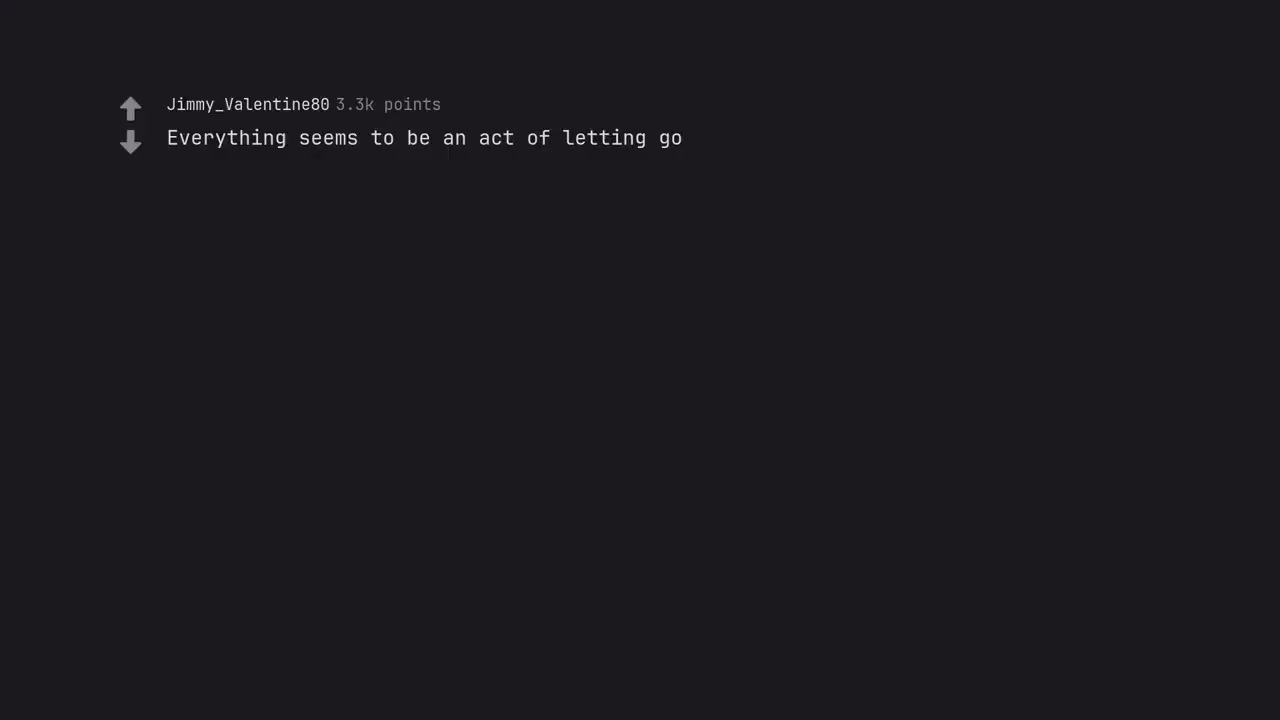 Jimmy_Valentine80 3.3k points
Everything seems to be an act of letting go